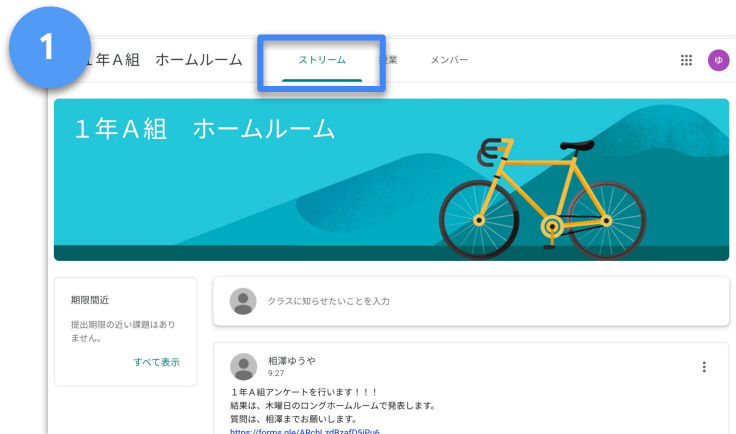 1
１年Ａ組　ホームルーム
ストリーム
授業
メンバー
ゆ
１年Ａ組　ホームルーム
期限間近
提出期限の近い課題はあり
ません。
すべて表示
クラスに知らせたいことを入力
相澤ゆうや
9:27
１年Ａ組アンケートを行います！！！
結果は、木曜日のロングホームルームで発表します。
質問は、相澤までお願いします。